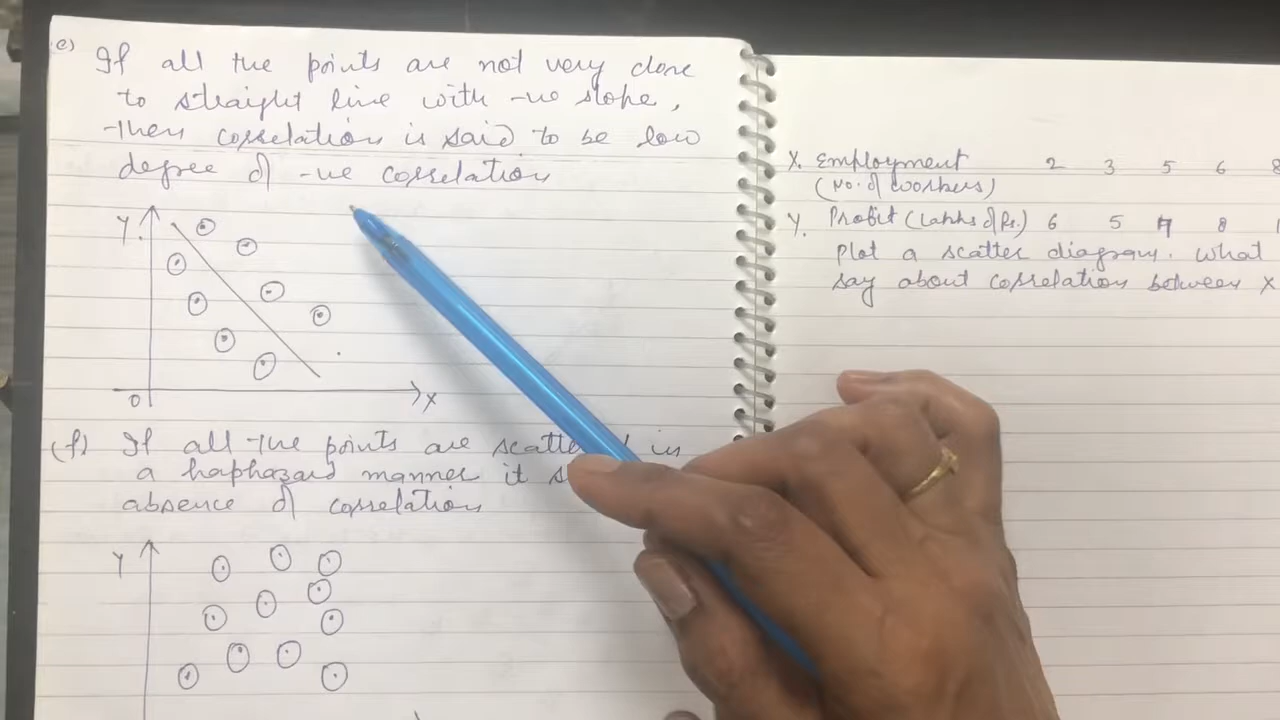 (e) If all the points are not very close
to straight line with -ve slope,
then correlation is said to be low
degree of -ve correlation
Y
O
X
(f) If all the points are in
a haphazard manner it
absence of correlation
Y
X. Employment 2 3 5 6 8
(No. of workers)
Y. Profit (Lakhs of Rs.) 6 5 7 8 1
Plot a scatter diagram. What
say about correlation between X